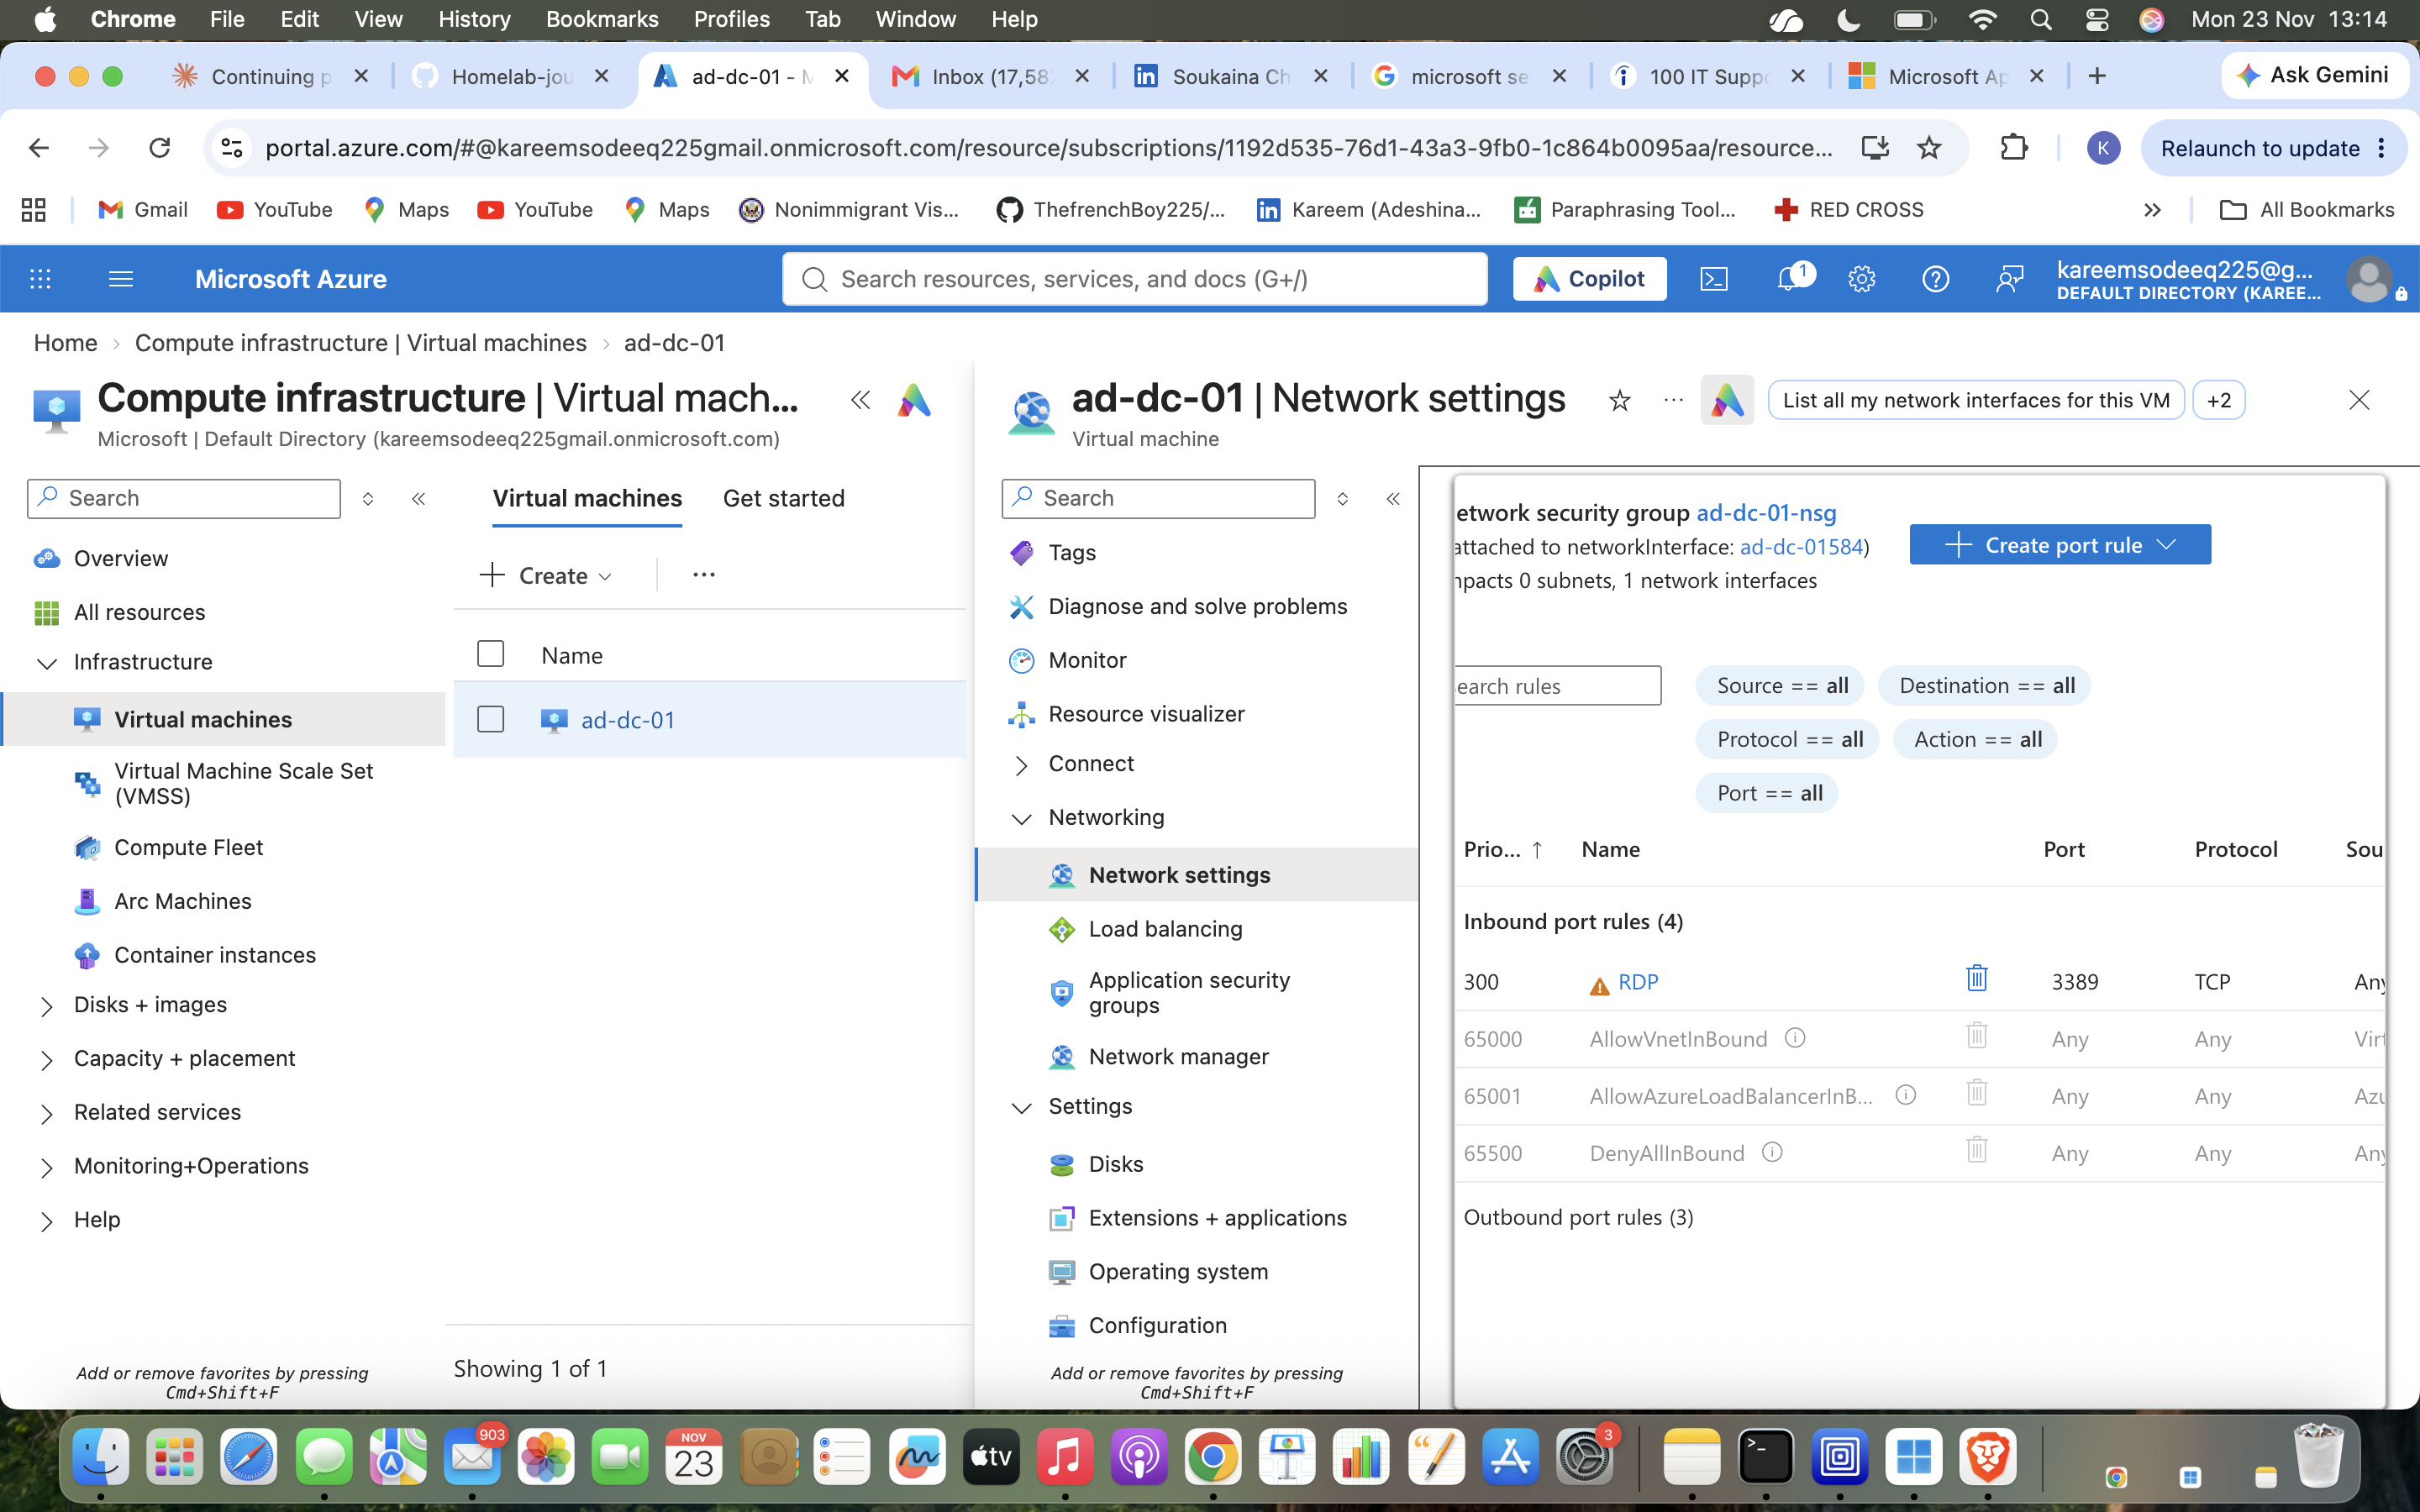 Chrome File Edit View History Bookmarks Profiles Tab Window Help Mon 23 Nov 13:14
Continuing p Homelab-jou ad-dc-01 - M Inbox (17,58 Soukaina Ch microsoft se 100 IT Suppo Microsoft Ap Ask Gemini
portal.azure.com/#@kareemsodeeq225gmail.onmicrosoft.com/resource/subscriptions/1192d535-76d1-43a3-9fb0-1c864b0095aa/resource... K Relaunch to update
Gmail YouTube Maps YouTube Maps Nonimmigrant Vis... ThefrenchBoy225/... Kareem (Adeshina... Paraphrasing Tool... RED CROSS » All Bookmarks
Microsoft Azure Search resources, services, and docs (G+/) Copilot 1 kareemsodeeq225@g...
DEFAULT DIRECTORY (KAREE...
Home > Compute infrastructure | Virtual machines > ad-dc-01
Compute infrastructure | Virtual mach...
Microsoft | Default Directory (kareemsodeeq225gmail.onmicrosoft.com)
Search
Overview
All resources
Infrastructure
Virtual machines
Virtual Machine Scale Set
(VMSS)
Compute Fleet
Arc Machines
Container instances
Disks + images
Capacity + placement
Related services
Monitoring+Operations
Help
Add or remove favorites by pressing
Cmd+Shift+F
Virtual machines Get started
+ Create ...
Name
ad-dc-01
Showing 1 of 1
ad-dc-01 | Network settings ... List all my network interfaces for this VM +2
Virtual machine
Search
Tags
Diagnose and solve problems
Monitor
Resource visualizer
Connect
Networking
Network settings
Load balancing
Application security
groups
Network manager
Settings
Disks
Extensions + applications
Operating system
Configuration
Add or remove favorites by pressing
Cmd+Shift+F
etwork security group ad-dc-01-nsg
attached to networkInterface: ad-dc-01584)
npacts 0 subnets, 1 network interfaces
+ Create port rule
earch rules
Source == all Destination == all
Protocol == all Action == all
Port == all
Prio... ↑ Name Port Protocol Sou
Inbound port rules (4)
300 RDP 3389 TCP Any
65000 AllowVnetInBound Any Any Virt
65001 AllowAzureLoadBalancerInB... Any Any Azu
65500 DenyAllInBound Any Any Any
Outbound port rules (3)
903 NOV 23 tv 3